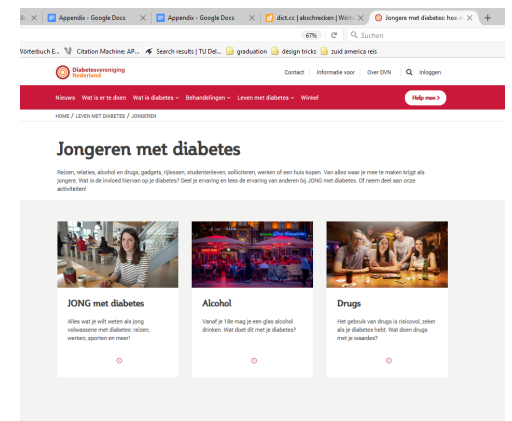 Appendix - Google Docs
Appendix - Google Docs
dict.cc | abschrecken | Wört
Jongere met diabetes: hoe
67%
Suchen
Wörterbuch E...
Citation Machine: AP...
Search results | TU Del...
graduation
design tricks
zuid america reis
Diabetesvereniging
Nederland
Contact
Informatie voor
Over DVN
Inloggen
Nieuws
Wat is er te doen
Wat is diabetes
Behandelingen
Leven met diabetes
Winkel
Help mee >
HOME / LEVEN MET DIABETES / JONGEREN
Jongeren met diabetes
Reizen, relaties, alcohol en drugs, gadgets, rijlessen, studentenleven, solliciteren, werken of een huis kopen. Van alles waar je mee te maken krijgt als
jongere. Wat is de invloed hiervan op je diabetes? Deel je ervaring en lees de ervaring van anderen bij JONG met diabetes. Of neem deel aan onze
activiteiten!
JONG met diabetes
Alles wat je wilt weten als jong
volwassene met diabetes: reizen,
werken, sporten en meer!
Alcohol
Vanaf je 18e mag je een glas alcohol
drinken. Wat doet dit met je diabetes?
Drugs
Het gebruik van drugs is risicovol, zeker
als je diabetes hebt. Wat doen drugs
met je waardes?